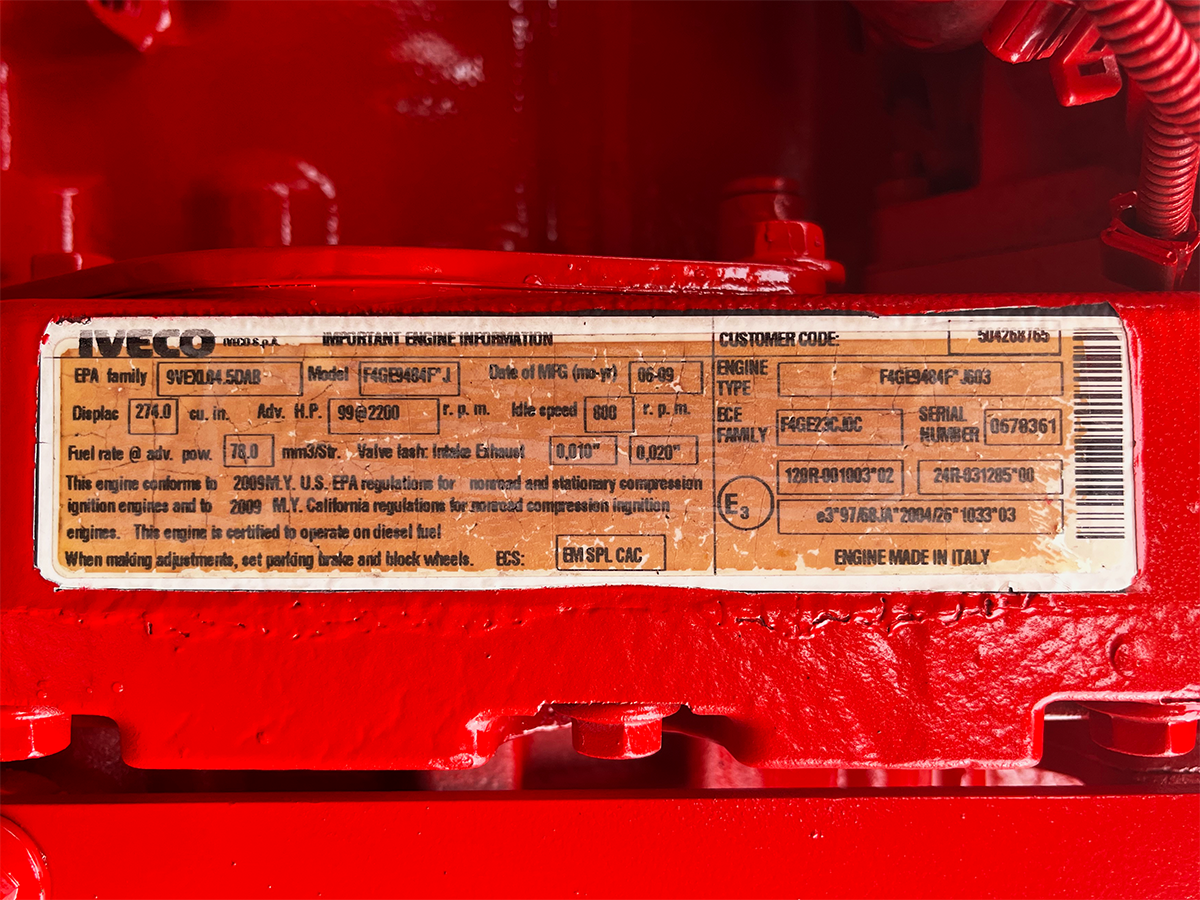 IVECO IVECO S.p.A. IMPORTANT ENGINE INFORMATION
EPA family 9VEXL04.5DAB Model F4GE9484F*J Date of MFG (mo-yr) 06-09
Displac 274.0 cu. in. Adv. H.P. 99@2200 r. p. m. Idle speed 800 r. p. m.
Fuel rate @ adv. pow. 78,0 mm3/Str. Valve lash: Intake Exhaust 0,010" 0,020"
This engine conforms to 2009M.Y. U.S. EPA regulations for nonroad and stationary compression
ignition engines and to 2009 M.Y. California regulations for nonroad compression ingnition
engines. This engine is certified to operate on diesel fuel
When making adjustments, set parking brake and block wheels. ECS: EM SPL CAC
CUSTOMER CODE: 504268765
ENGINE TYPE F4GE9484F*J603
ECE FAMILY F4GE23CJ0C SERIAL NUMBER 0678361
E3 120R-001003*02 24R-031285*00
e3*97/68JA*2004/26*1033*03
ENGINE MADE IN ITALY